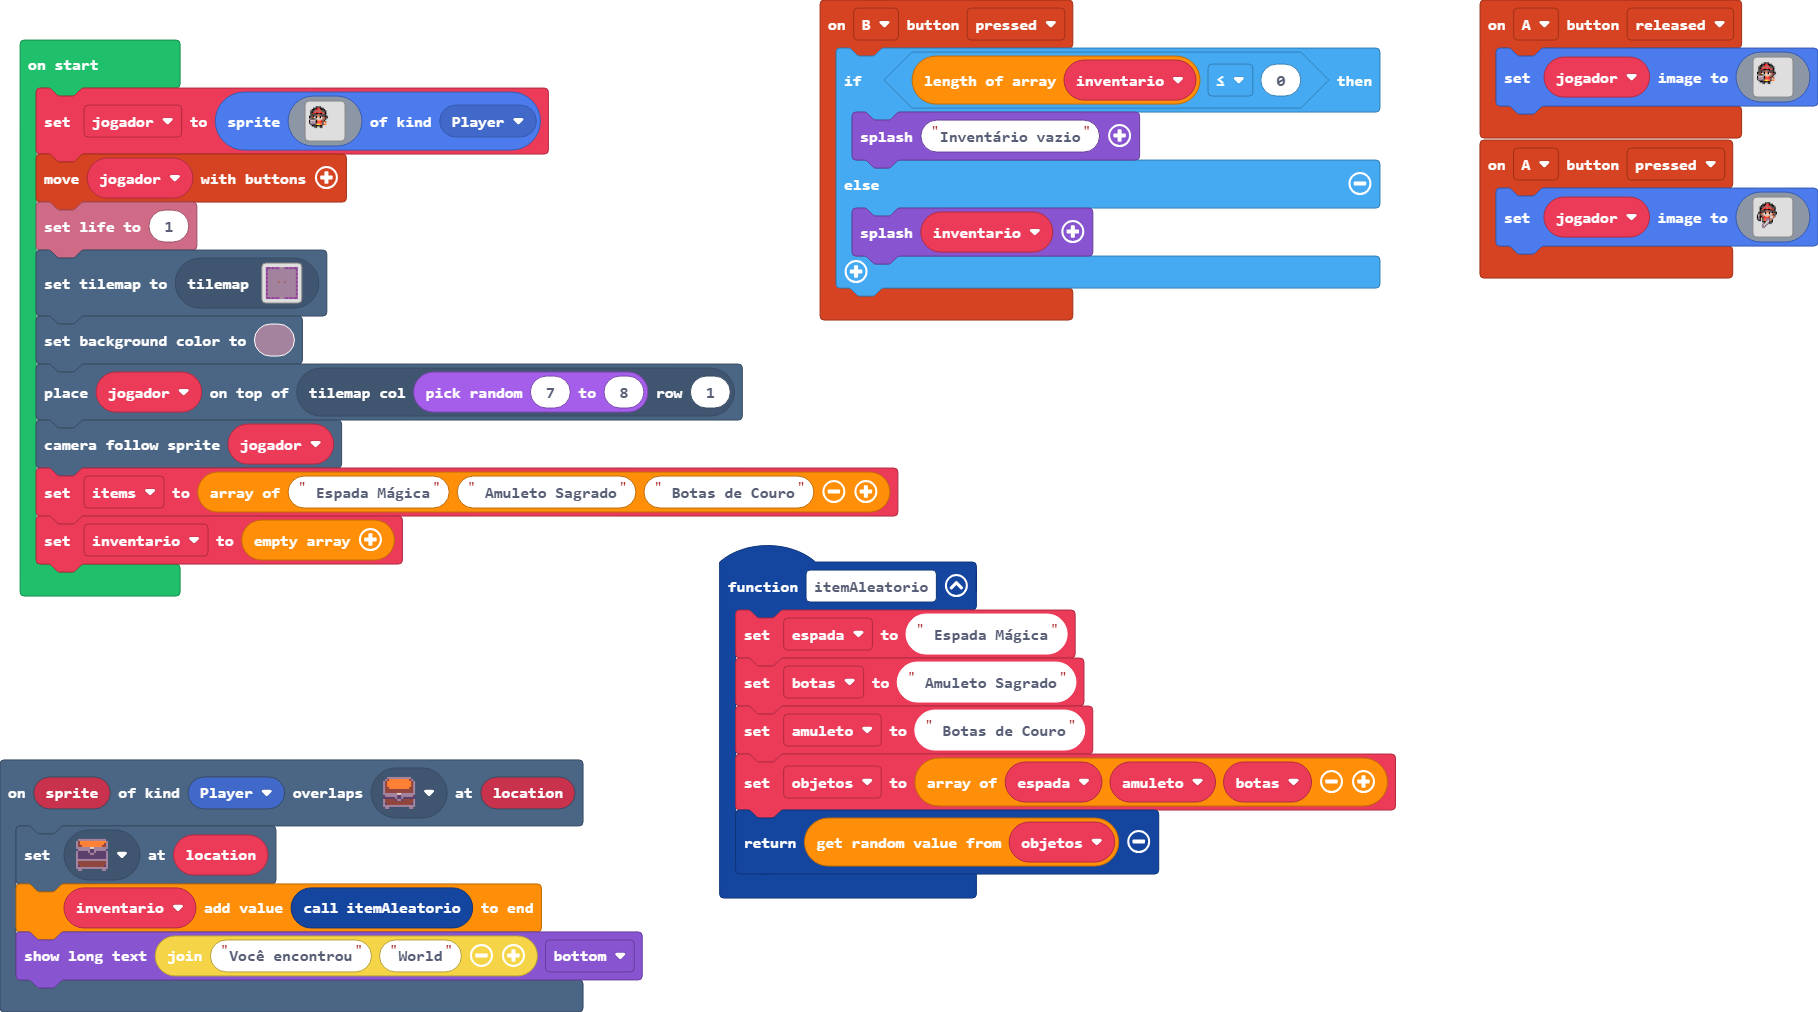 on start
set jogador to sprite of kind Player
move jogador with buttons
set life to 1
set tilemap to tilemap
set background color to
place jogador on top of tilemap col pick random 7 to 8 row 1
camera follow sprite jogador
set items to array of " Espada Mágica" " Amuleto Sagrado" " Botas de Couro"
set inventario to empty array
on B button pressed
if length of array inventario ≤ 0 then
splash "Inventário vazio"
else
splash inventario
on A button released
set jogador image to
on A button pressed
set jogador image to
function itemAleatorio
set espada to " Espada Mágica"
set botas to " Amuleto Sagrado"
set amuleto to " Botas de Couro"
set objetos to array of espada amuleto botas
return get random value from objetos
on sprite of kind Player overlaps at location
set at location
inventario add value call itemAleatorio to end
show long text join "Você encontrou" "World" bottom